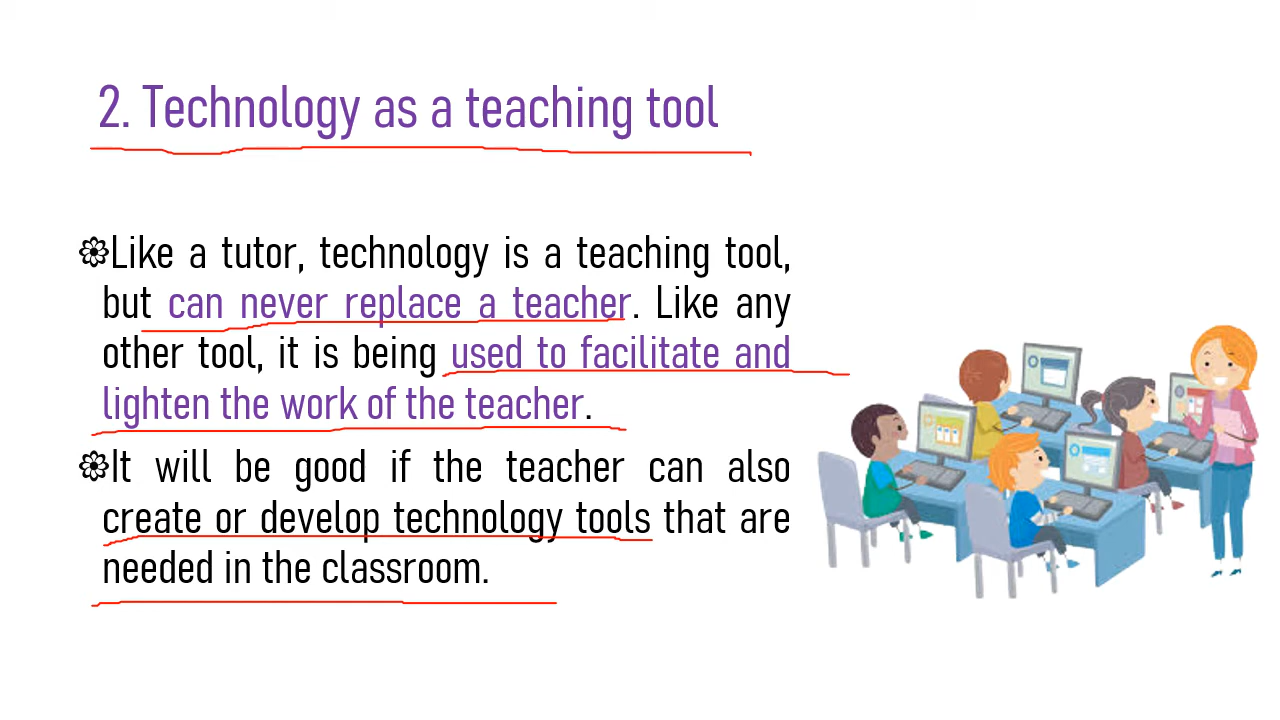 2. Technology as a teaching tool
Like a tutor, technology is a teaching tool,
but can never replace a teacher. Like any
other tool, it is being used to facilitate and
lighten the work of the teacher.
It will be good if the teacher can also
create or develop technology tools that are
needed in the classroom.